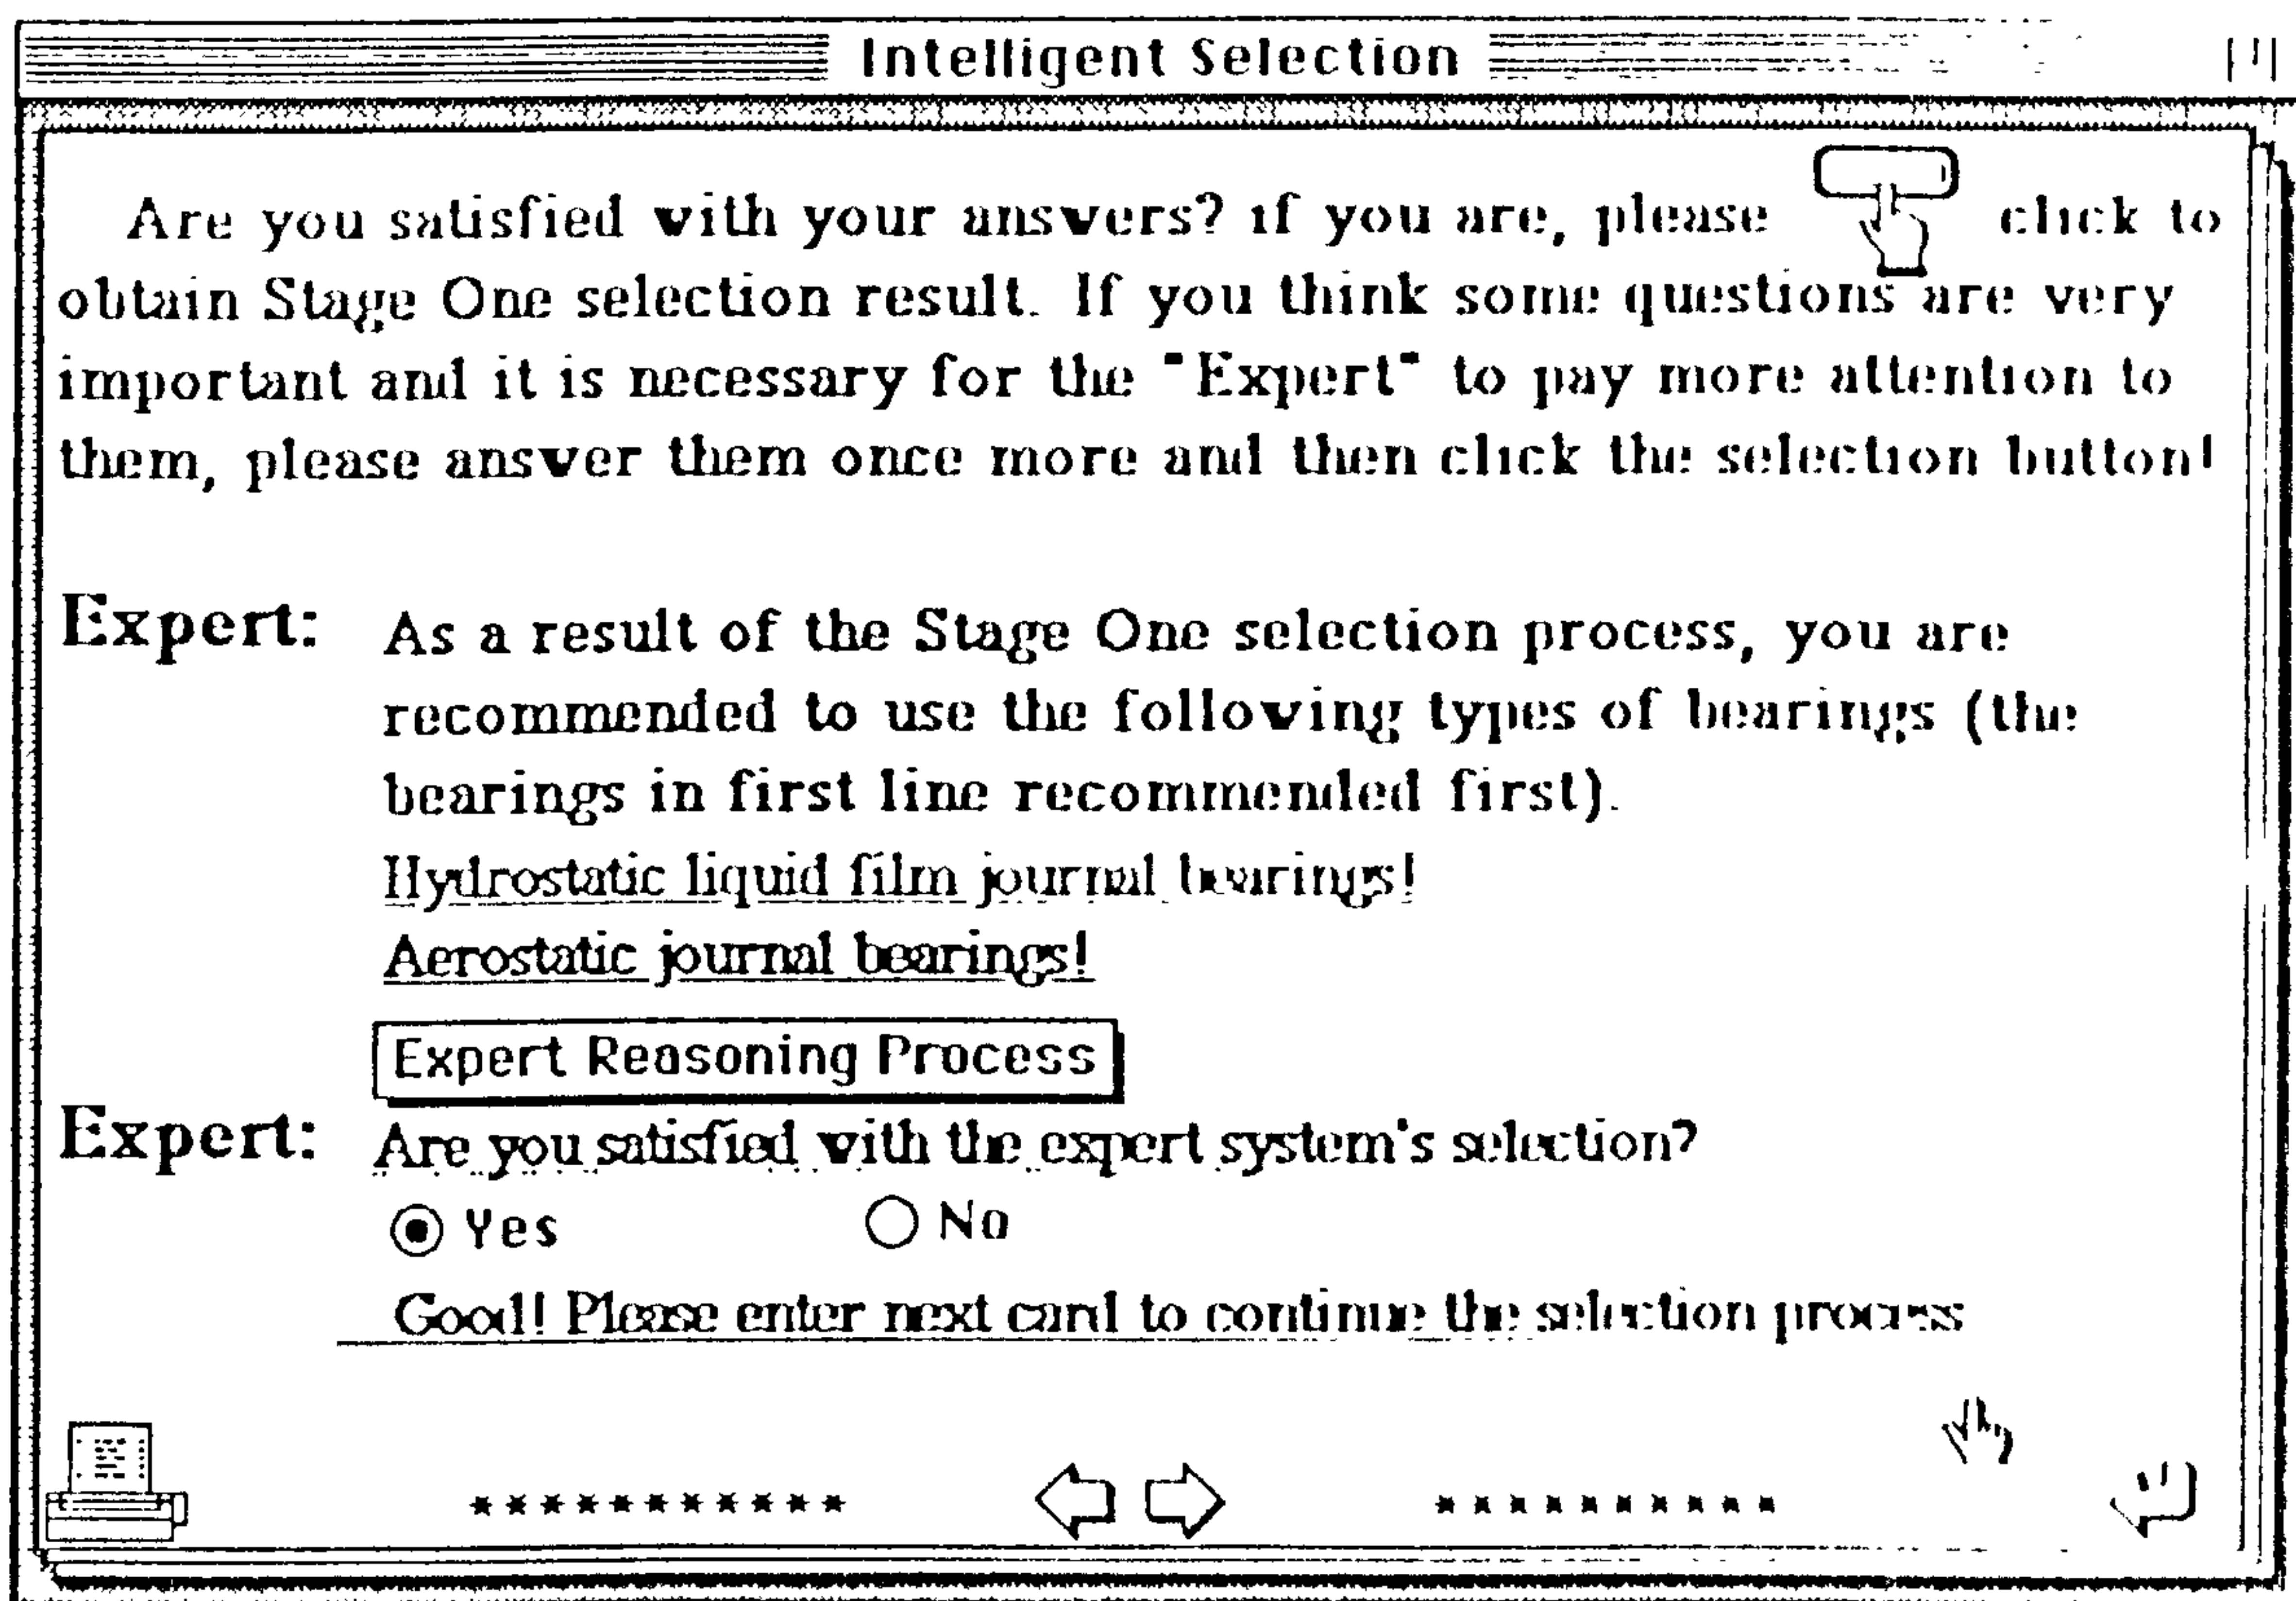 Intelligent Selection
Are you satisfied with your answers? if you are, please click to
obtain Stage One selection result. If you think some questions are very
important and it is necessary for the "Expert" to pay more attention to
them, please answer them once more and then click the selection button!
Expert: As a result of the Stage One selection process, you are
recommended to use the following types of bearings (the
bearings in first line recommended first).
Hydrostatic liquid film journal bearings!
Aerostatic journal bearings!
Expert Reasoning Process
Expert: Are you satisfied with the expert system's selection?
Yes No
Good! Please enter next card to continue the selection process
*********** **********